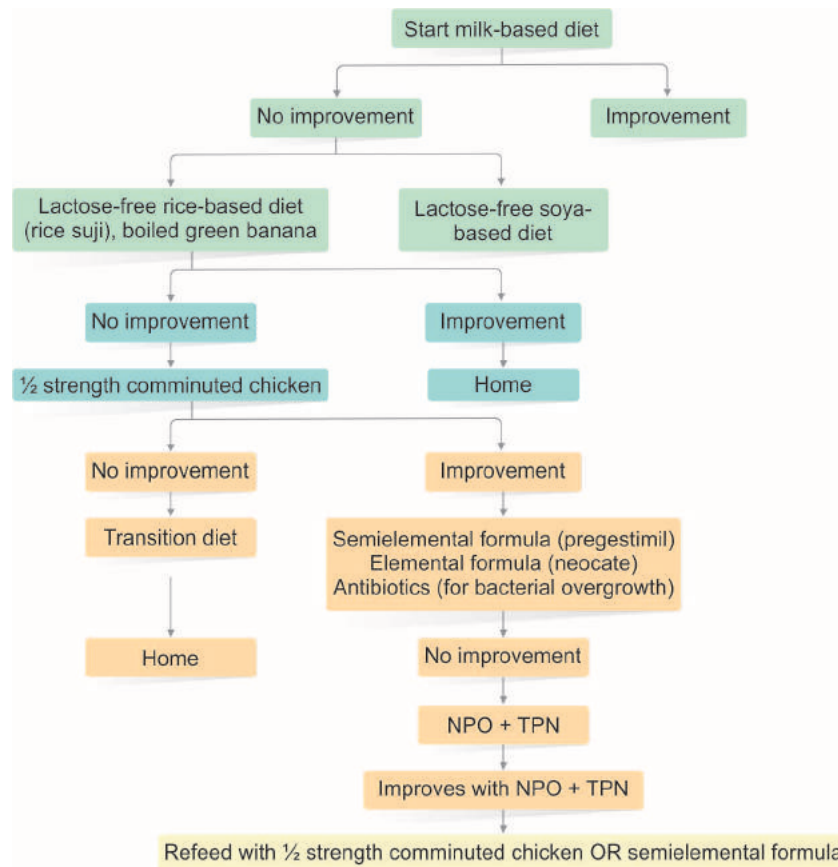 Start milk-based diet
No improvement
Improvement
Lactose-free rice-based diet
(rice suji), boiled green banana
Lactose-free soya-
based diet
No improvement
Improvement
½ strength comminuted chicken
Home
No improvement
Improvement
Transition diet
Semielemental formula (pregestimil)
Elemental formula (neocate)
Antibiotics (for bacterial overgrowth)
Home
No improvement
NPO + TPN
Improves with NPO + TPN
Refeed with ½ strength comminuted chicken OR semielemental formula